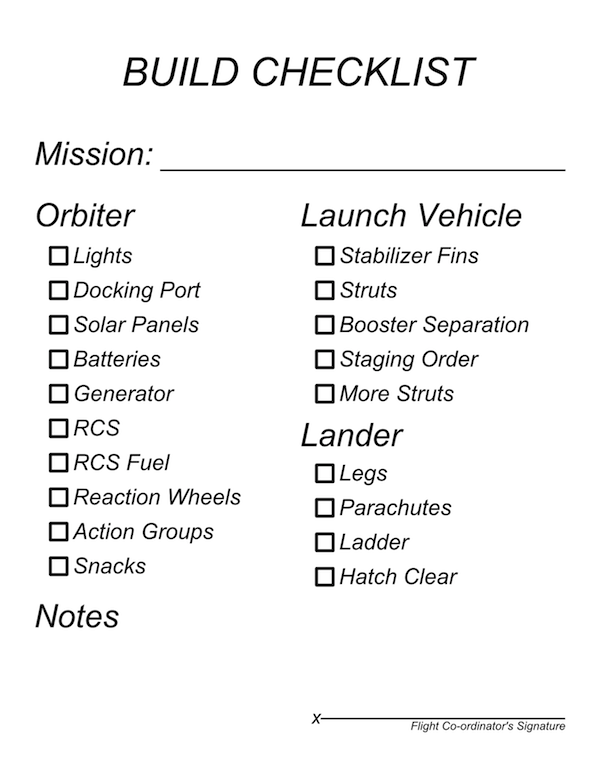 BUILD CHECKLIST
Mission:
Orbiter
Lights
Docking Port
Solar Panels
Batteries
Generator
RCS
RCS Fuel
Reaction Wheels
Action Groups
Snacks
Launch Vehicle
Stabilizer Fins
Struts
Booster Separation
Staging Order
More Struts
Lander
Legs
Parachutes
Ladder
Hatch Clear
Notes
x
Flight Co-ordinator's Signature